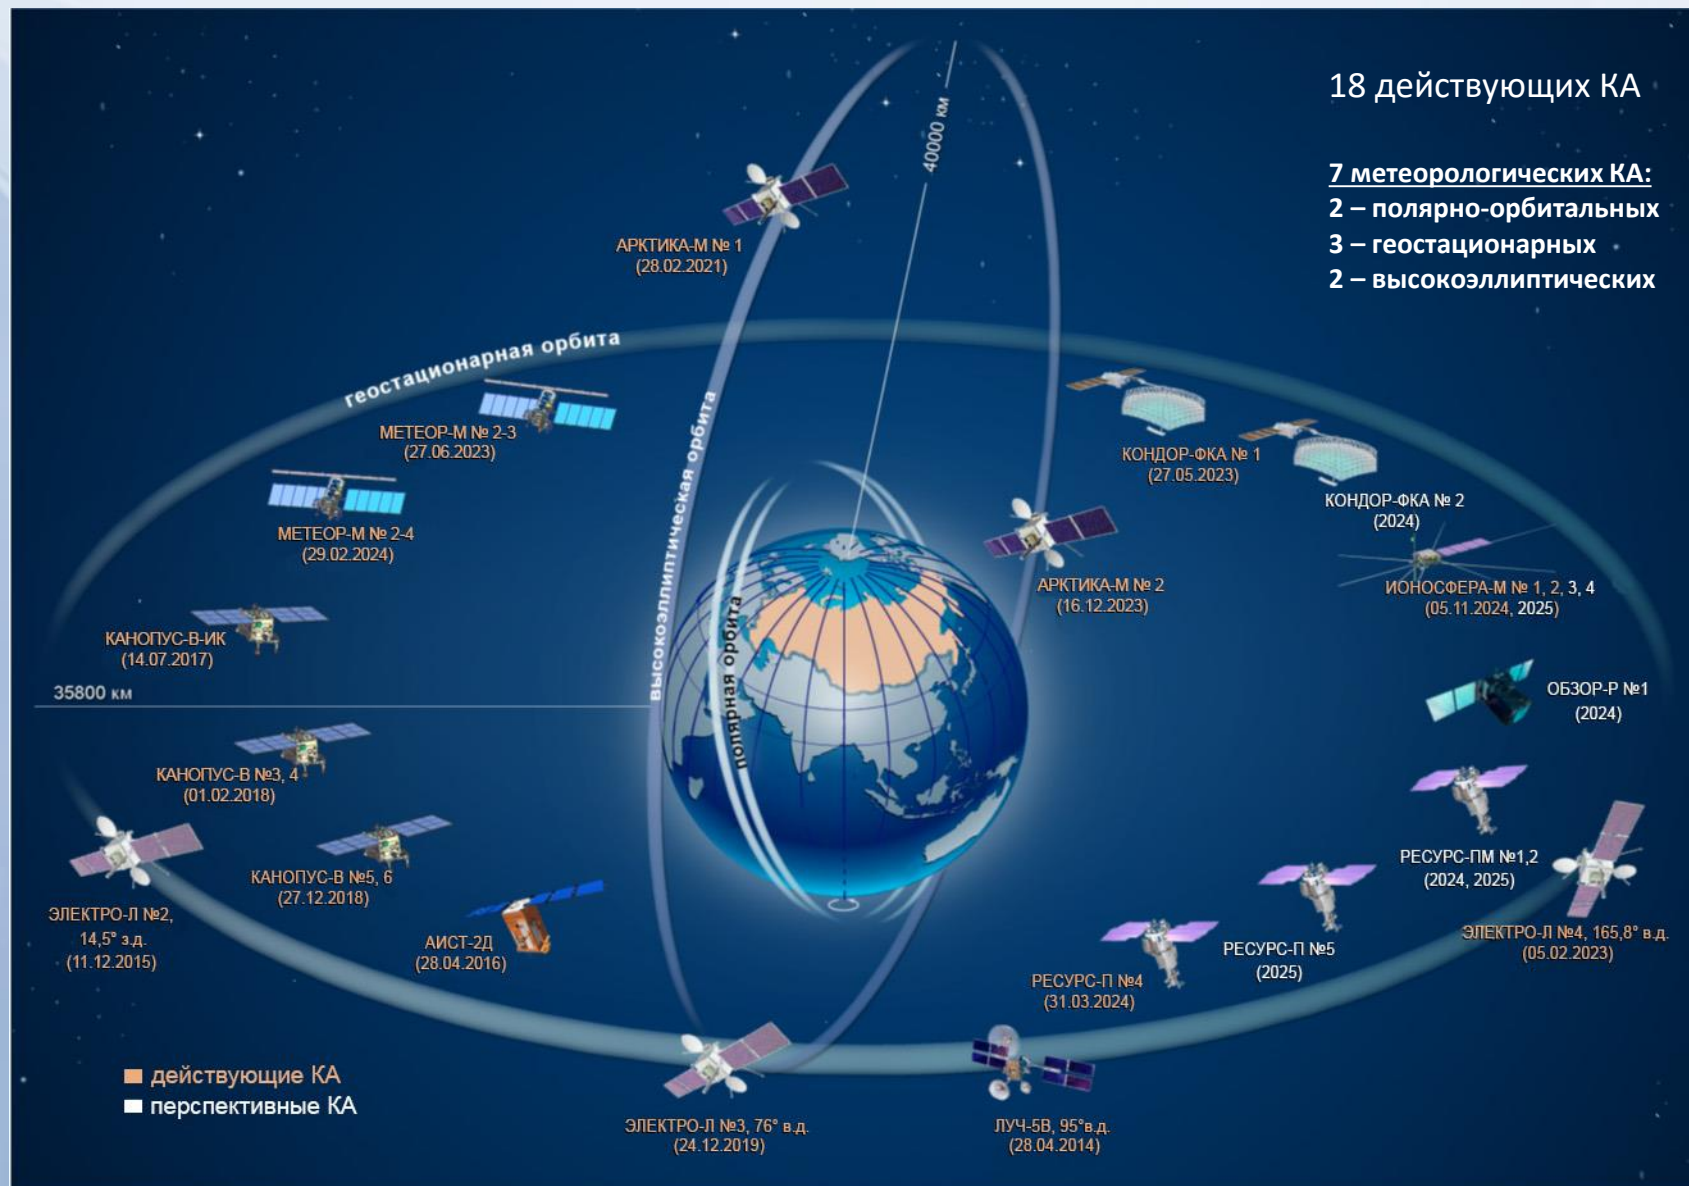 18 действующих КА
7 метеорологических КА:
2 – полярно-орбитальных
3 – геостационарных
2 – высокоэллиптических
40000 км
АРКТИКА-М № 1
(28.02.2021)
геостационарная орбита
МЕТЕОР-М № 2-3
(27.06.2023)
МЕТЕОР-М № 2-4
(29.02.2024)
высокоэллиптическая орбита
полярная орбита
КОНДОР-ФКА № 1
(27.05.2023)
КОНДОР-ФКА № 2
(2024)
АРКТИКА-М № 2
(16.12.2023)
ИОНОСФЕРА-М № 1, 2, 3, 4
(05.11.2024, 2025)
КАНОПУС-В-ИК
(14.07.2017)
35800 км
ОБЗОР-Р №1
(2024)
КАНОПУС-В №3, 4
(01.02.2018)
КАНОПУС-В №5, 6
(27.12.2018)
РЕСУРС-ПМ №1,2
(2024, 2025)
ЭЛЕКТРО-Л №2,
14,5° з.д.
(11.12.2015)
АИСТ-2Д
(28.04.2016)
РЕСУРС-П №4
(31.03.2024)
РЕСУРС-П №5
(2025)
ЭЛЕКТРО-Л №4, 165,8° в.д.
(05.02.2023)
действующие КА
перспективные КА
ЭЛЕКТРО-Л №3, 76° в.д.
(24.12.2019)
ЛУЧ-5В, 95°в.д.
(28.04.2014)